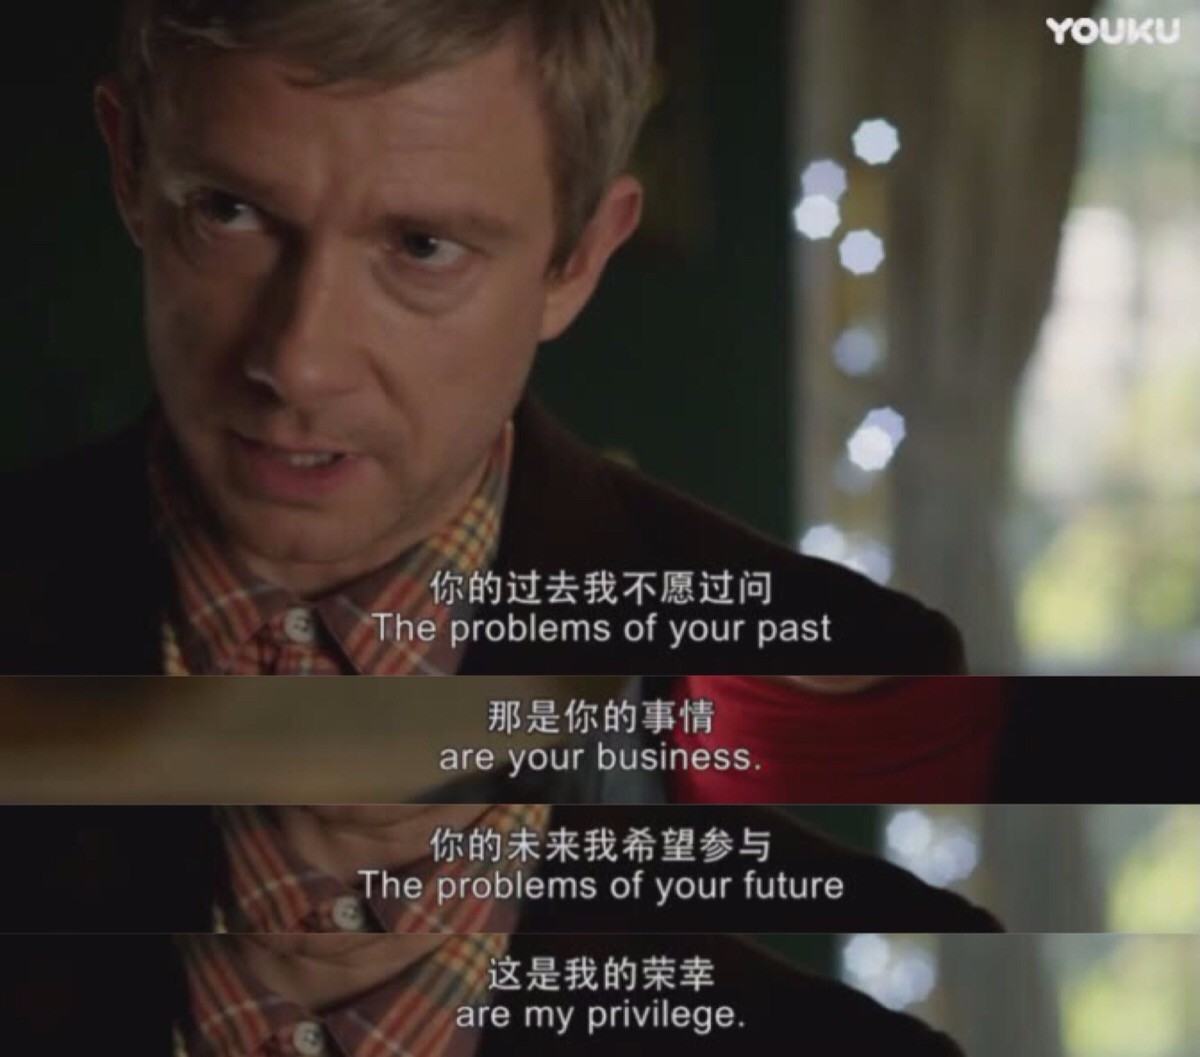 YOUKU
你的过去我不愿过问
The problems of your past
那是你的事情
are your business.
你的未来我希望参与
The problems of your future
这是我的荣幸
are my privilege.